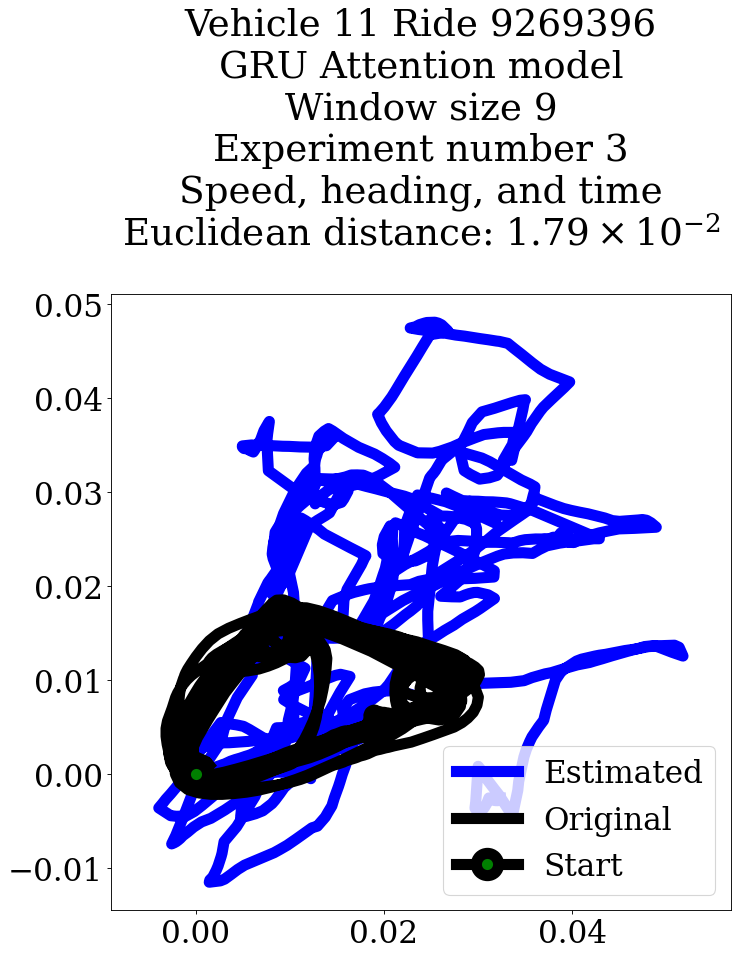 Vehicle 11 Ride 9269396
GRU Attention model
Window size 9
Experiment number 3
Speed, heading, and time
Euclidean distance: 1.79 × 10⁻²
0.05
0.04
0.03
0.02
0.01
0.00
−0.01
0.00 0.02 0.04
Estimated
Original
Start